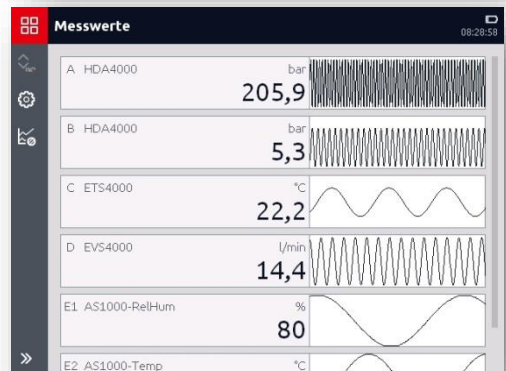 Messwerte
08:28:58
A HDA4000
bar
205,9
B HDA4000
bar
5,3
C ETS4000
°C
22,2
D EVS4000
l/min
14,4
E1 AS1000-RelHum
%
80
E2 AS1000-Temp
°C